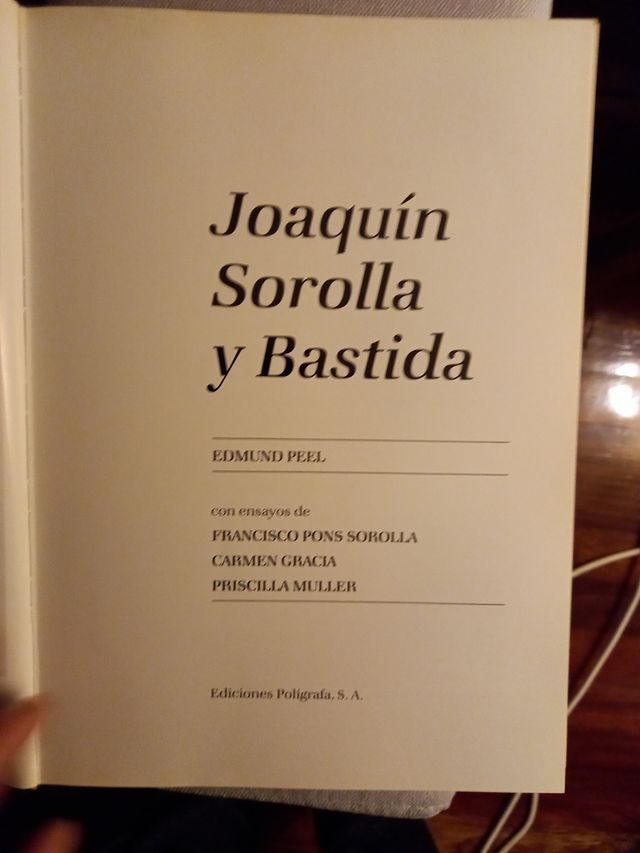 Joaquín
Sorolla
y Bastida
EDMUND PEEL
con ensayos de
FRANCISCO PONS SOROLLA
CARMEN GRACIA
PRISCILLA MULLER
Ediciones Polígrafa, S. A.